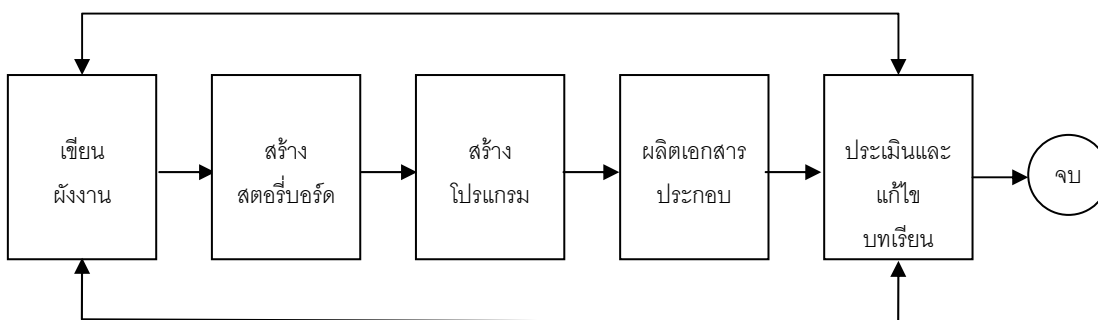 เขียน
ผังงาน
สร้าง
สตอรี่บอร์ด
สร้าง
โปรแกรม
ผลิตเอกสาร
ประกอบ
ประเมินและ
แก้ไข
บทเรียน
จบ